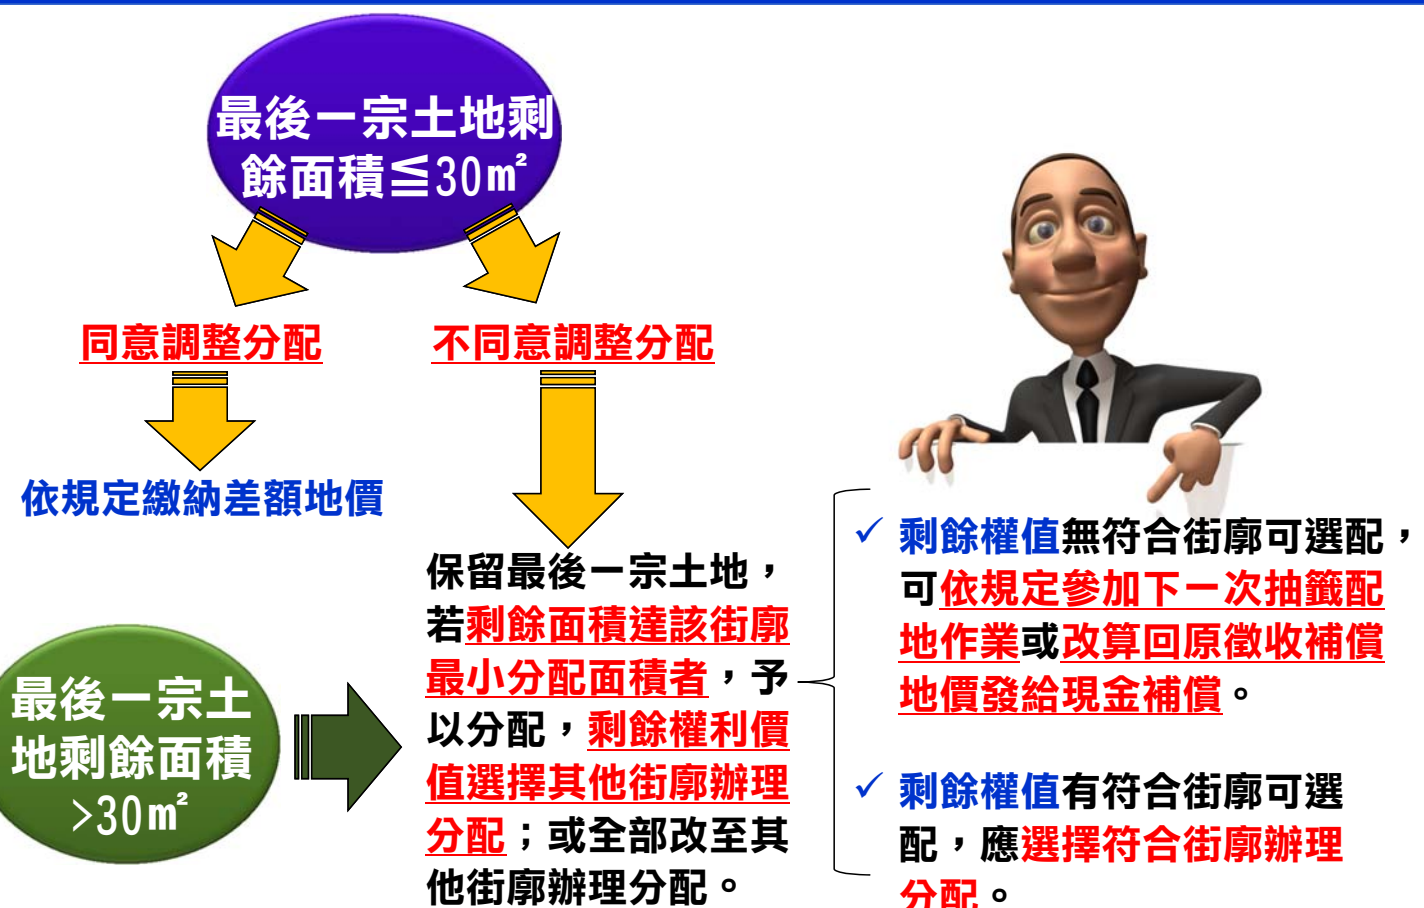 最後一宗土地剩
餘面積≦30㎡
同意調整分配
不同意調整分配
依規定繳納差額地價
保留最後一宗土地，
若剩餘面積達該街廓
最小分配面積者，予
以分配，剩餘權利價
值選擇其他街廓辦理
分配；或全部改至其
他街廓辦理分配。
最後一宗土
地剩餘面積
>30㎡
✓ 剩餘權值無符合街廓可選配，
可依規定參加下一次抽籤配
地作業或改算回原徵收補償
地價發給現金補償。
✓ 剩餘權值有符合街廓可選
配，應選擇符合街廓辦理
分配。